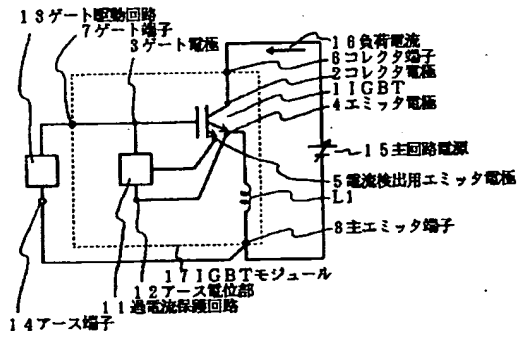 13ゲート駆動回路
7ゲート端子
3ゲート電極
16負荷電流
6コレクタ端子
2コレクタ電極
1IGBT
4エミッタ電極
15主回路電源
5電流検出用エミッタ電極
L1
8主エミッタ端子
17IGBTモジュール
12アース電位部
11過電流保護回路
14アース端子